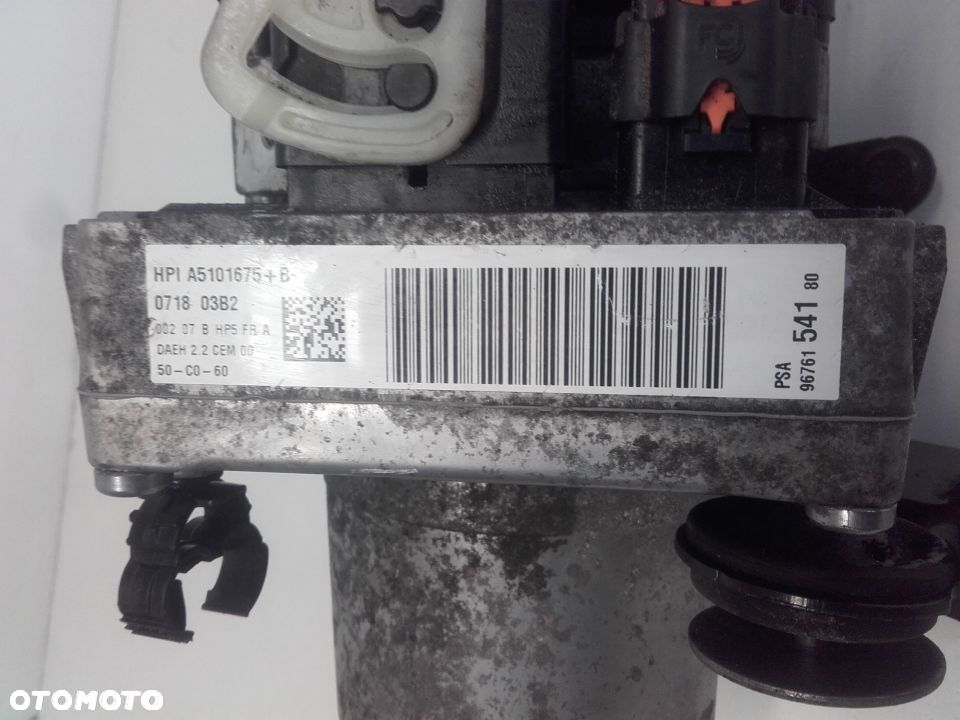 FCI
HPI A5101675+B
0718 03B2
002 07 B HP5 FR A
DAEH 2.2 CEM 00
50-C0-60
PSA
96761 541 80
OTOMOTO